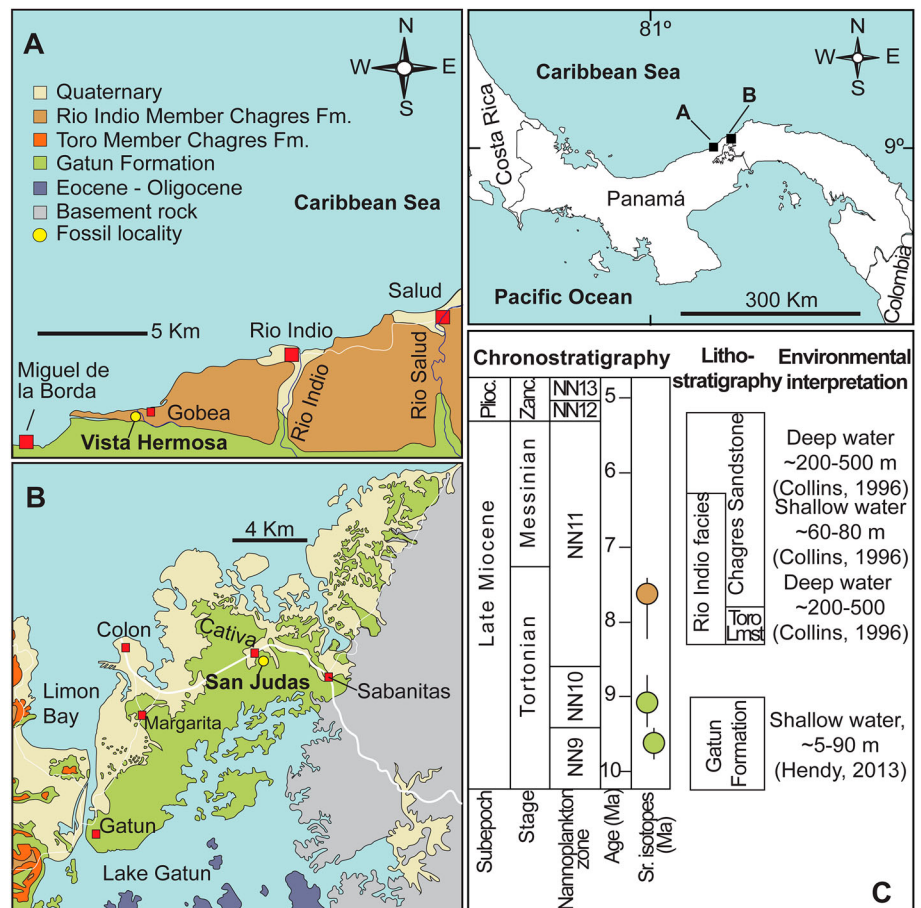 A
N
W
E
S
Quaternary
Rio Indio Member Chagres Fm.
Toro Member Chagres Fm.
Gatun Formation
Eocene - Oligocene
Basement rock
Fossil locality
Caribbean Sea
5 Km
Salud
Rio Indio
Miguel de
la Borda
Gobea
Vista Hermosa
Rio Indio
Rio Salud
81º
N
W
E
S
Caribbean Sea
Costa Rica
A
B
9º
Panamá
Colombia
Pacific Ocean
300 Km
B
4 Km
Colon
Cativa
San Judas
Sabanitas
Limon
Bay
Margarita
Gatun
Lake Gatun
Chronostratigraphy
Litho-
stratigraphy
Environmental
interpretation
Plioc.
Zanc.
NN13
NN12
5
Late Miocene
Messinian
NN11
6
7
Tortonian
8
NN10
9
NN9
10
Subepoch
Stage
Nannoplankton
zone
Age (Ma)
Sr. isotopes
(Ma)
Rio Indio facies
Chagres Sandstone
Toro
Lmst
Gatun
Formation
Deep water
~200-500 m
(Collins, 1996)
Shallow water
~60-80 m
(Collins, 1996)
Deep water
~200-500
(Collins, 1996)
Shallow water,
~5-90 m
(Hendy, 2013)
C